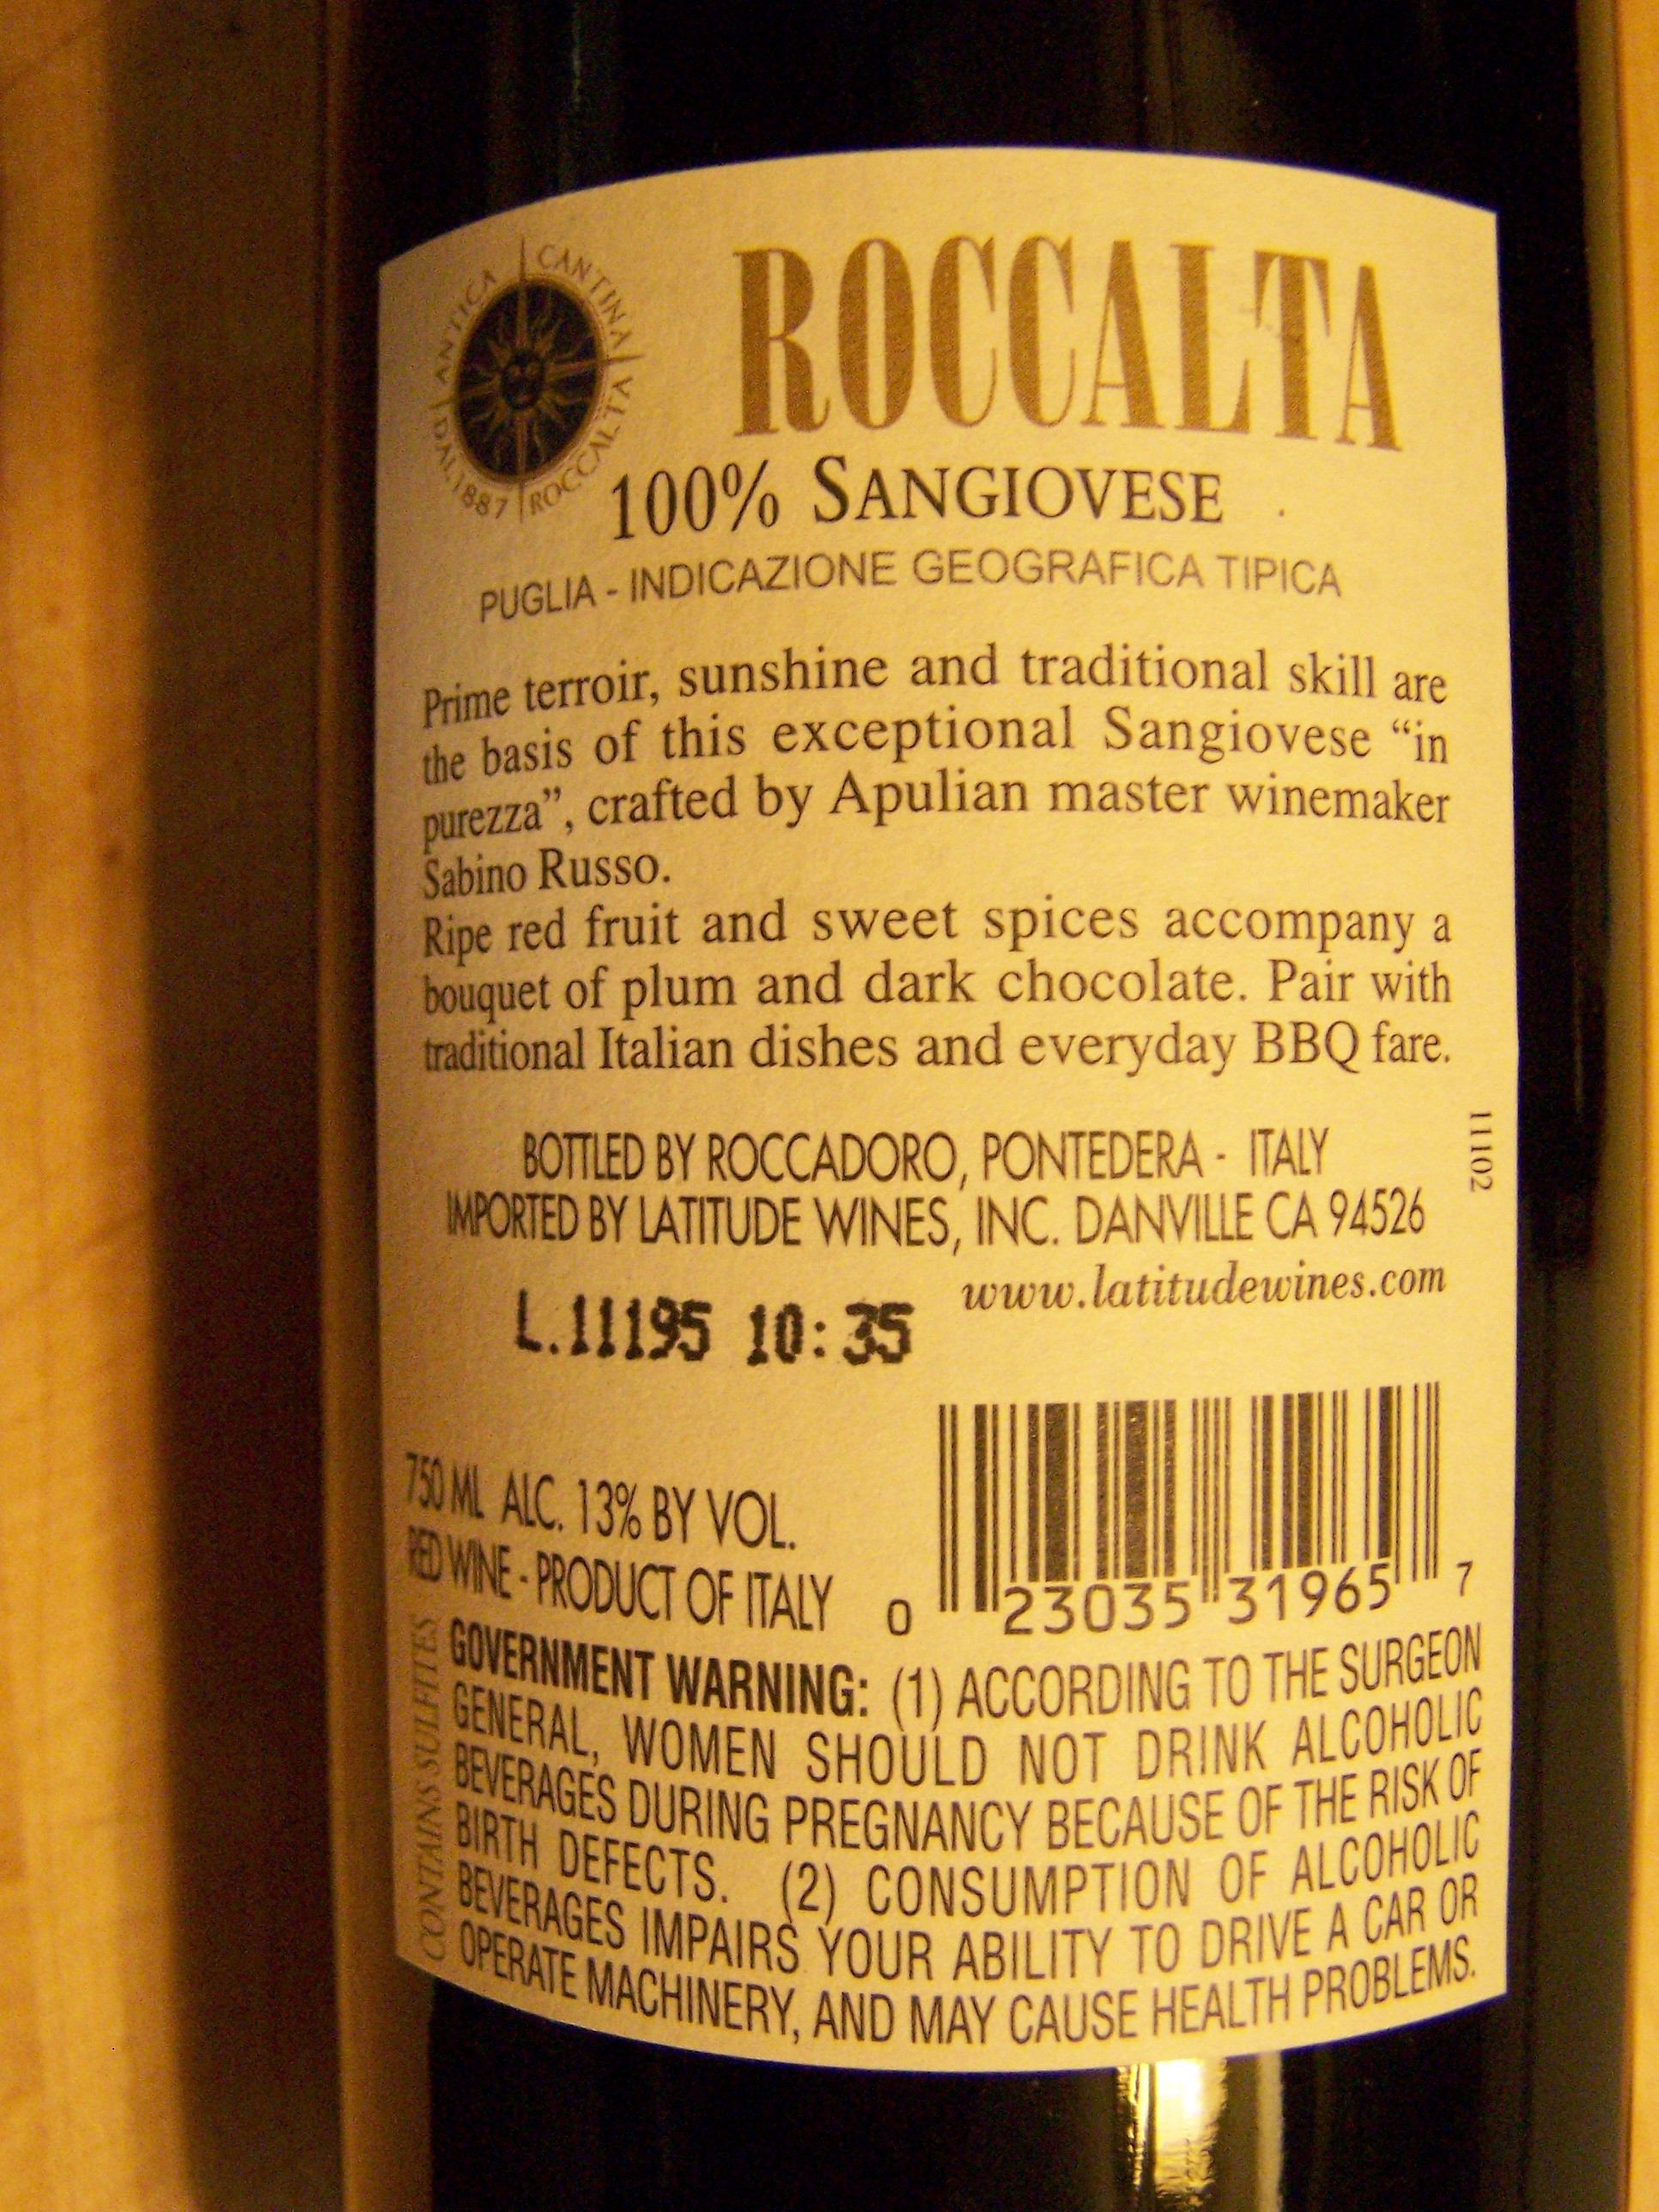 ANTICA CANTINA ROCCALTA DAL 1887
ROCCALTA
100% SANGIOVESE
PUGLIA - INDICAZIONE GEOGRAFICA TIPICA
Prime terroir, sunshine and traditional skill are
the basis of this exceptional Sangiovese “in
purezza”, crafted by Apulian master winemaker
Sabino Russo.
Ripe red fruit and sweet spices accompany a
bouquet of plum and dark chocolate. Pair with
traditional Italian dishes and everyday BBQ fare.
BOTTLED BY ROCCADORO, PONTEDERA - ITALY
11102
IMPORTED BY LATITUDE WINES, INC. DANVILLE CA 94526
www.latitudewines.com
L.11195 10:35
750 ML ALC. 13% BY VOL.
RED WINE - PRODUCT OF ITALY
0 23035 31965 7
CONTAINS SULFITES
GOVERNMENT WARNING: (1) ACCORDING TO THE SURGEON
GENERAL, WOMEN SHOULD NOT DRINK ALCOHOLIC
BEVERAGES DURING PREGNANCY BECAUSE OF THE RISK OF
BIRTH DEFECTS. (2) CONSUMPTION OF ALCOHOLIC
BEVERAGES IMPAIRS YOUR ABILITY TO DRIVE A CAR OR
OPERATE MACHINERY, AND MAY CAUSE HEALTH PROBLEMS.